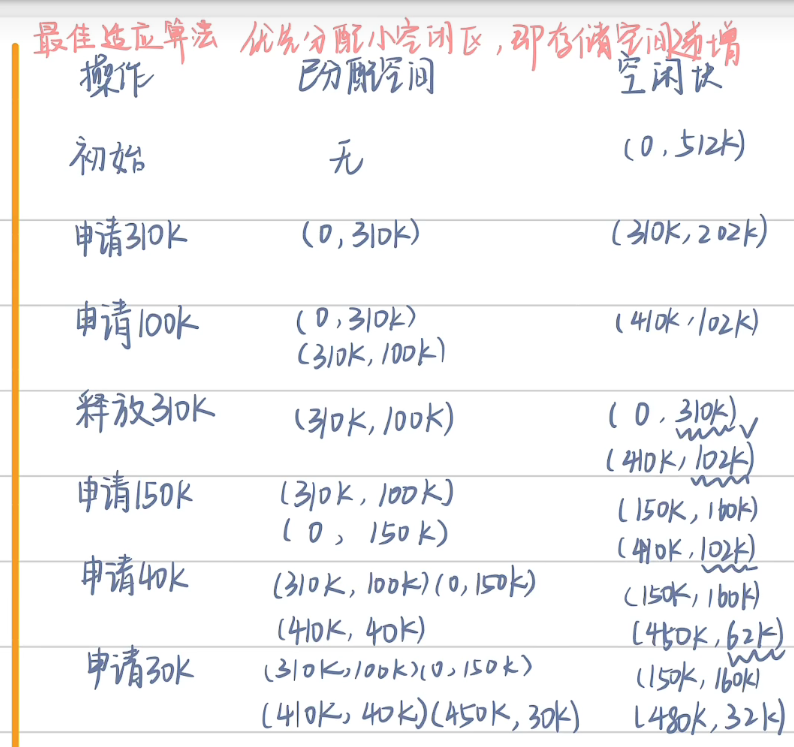 最佳适应算法 优先分配小空闲区,即存储空间递增
操作 已分配空间 空闲块
初始 无 (0,512K)
申请310K (0,310K) (310K,202K)
申请100K (0,310K) (410K,102K)
(310K,100K)
释放310K (310K,100K) (0,310K)
(410K,102K)
申请150K (310K,100K) (150K,160K)
(0,150K) (410K,102K)
申请40K (310K,100K)(0,150K) (150K,160K)
(410K,40K) (450K,62K)
申请30K (310K,100K)(0,150K) (150K,160K)
(410K,40K)(450K,30K) (480K,32K)